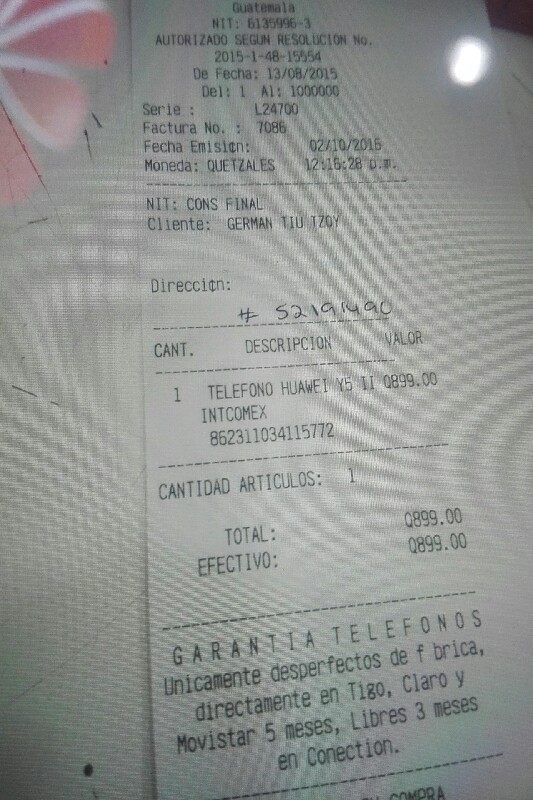 Guatemala
NIT: 6135996-3
AUTORIZADO SEGUN RESOLUCION No.
2015-1-48-15554
De Fecha: 13/08/2015
Del: 1 Al: 1000000
Serie : L24700
Factura No. : 7086
Fecha Emisión: 02/10/2016
Moneda: QUETZALES 12:16:28 p.m.
NIT: CONS FINAL
Cliente: GERMAN TIU TZOY
Dirección:
# 52191490
CANT. DESCRIPCION VALOR
1 TELEFONO HUAWEI Y5 II Q899.00
INTCOMEX
862311034115772
CANTIDAD ARTICULOS: 1
TOTAL: Q899.00
EFECTIVO: Q899.00
GARANTIA TELEFONOS
Unicamente desperfectos de f brica,
directamente en Tigo, Claro y
Movistar 5 meses, Libres 3 meses
en Conection.
COMPRA